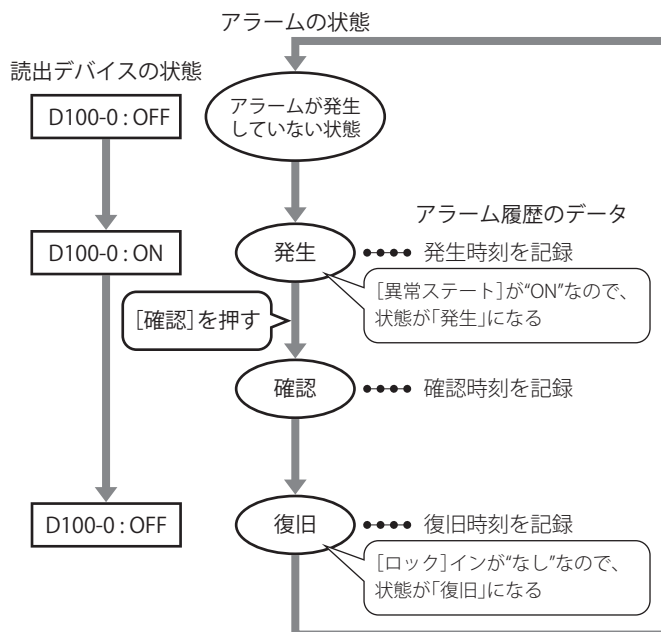 アラームの状態
読出デバイスの状態
D100-0 : OFF
アラームが発生
していない状態
アラーム履歴のデータ
D100-0 : ON
発生
発生時刻を記録
[異常ステート]が“ON”なので、
状態が「発生」になる
[確認]を押す
確認
確認時刻を記録
D100-0 : OFF
復旧
復旧時刻を記録
[ロック]インが“なし”なので、
状態が「復旧」になる